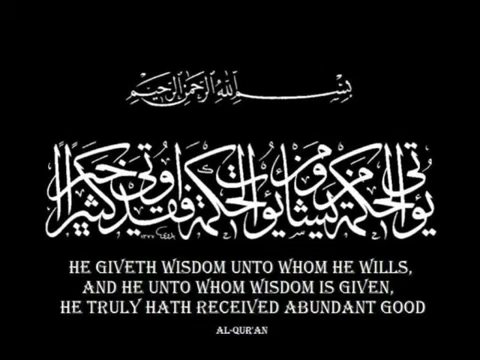 بسم الله الرحمن الرحيم
يؤتي الحكمة من يشاء ومن يؤت الحكمة فقد أوتي خيرا كثيرا
HE GIVETH WISDOM UNTO WHOM HE WILLS,
AND HE UNTO WHOM WISDOM IS GIVEN,
HE TRULY HATH RECEIVED ABUNDANT GOOD
AL-QUR'AN